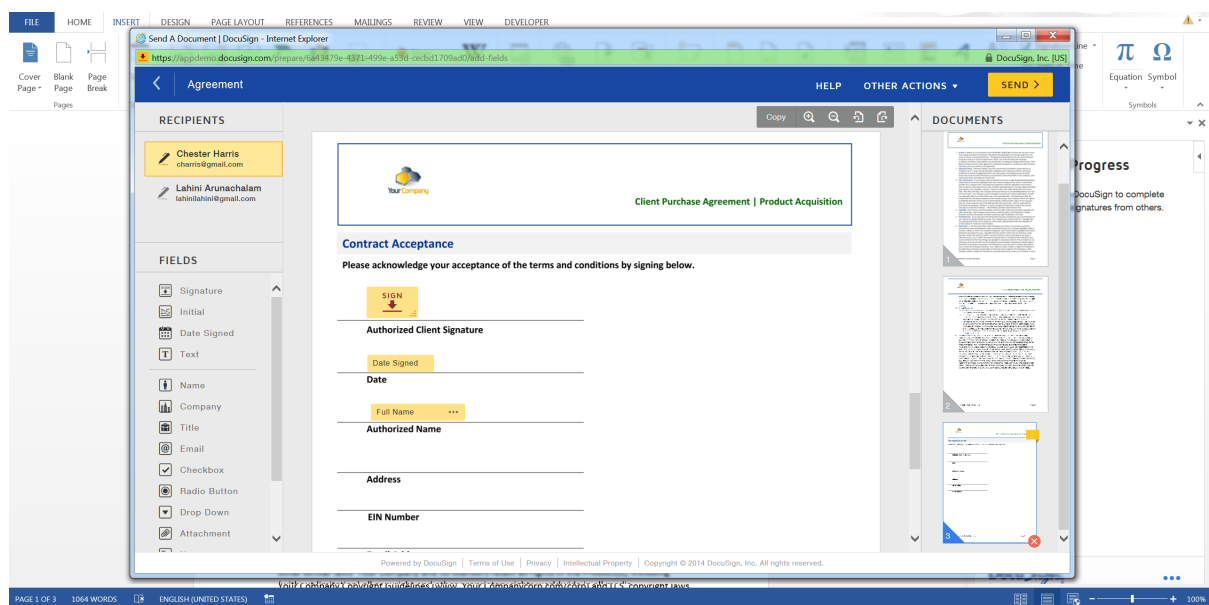 FILE HOME INSERT DESIGN PAGE LAYOUT REFERENCES MAILINGS REVIEW VIEW DEVELOPER
Send A Document | DocuSign - Internet Explorer
https://appdemo.docusign.com/prepare/6a43479e-4371-499e-a53d-cecbd1709ad0/add-fields
DocuSign, Inc. [US]
Cover Page
Blank Page
Page Break
Pages
Equation Symbol
Symbols
Agreement
HELP OTHER ACTIONS SEND
RECIPIENTS
Copy
DOCUMENTS
Chester Harris
charris@gmail.com
Lahini Arunachalam
lahinilahini@gmail.com
FIELDS
Signature
Initial
Date Signed
Text
Name
Company
Title
Email
Checkbox
Radio Button
Drop Down
Attachment
Your Company
Client Purchase Agreement | Product Acquisition
Contract Acceptance
Please acknowledge your acceptance of the terms and conditions by signing below.
SIGN
Authorized Client Signature
Date Signed
Date
Full Name
Authorized Name
Address
EIN Number
1
2
3
Progress
DocuSign to complete
gnatures from others.
Powered by DocuSign | Terms of Use | Privacy | Intellectual Property | Copyright © 2014 DocuSign, Inc. All rights reserved.
PAGE 1 OF 3 1064 WORDS ENGLISH (UNITED STATES) 100%